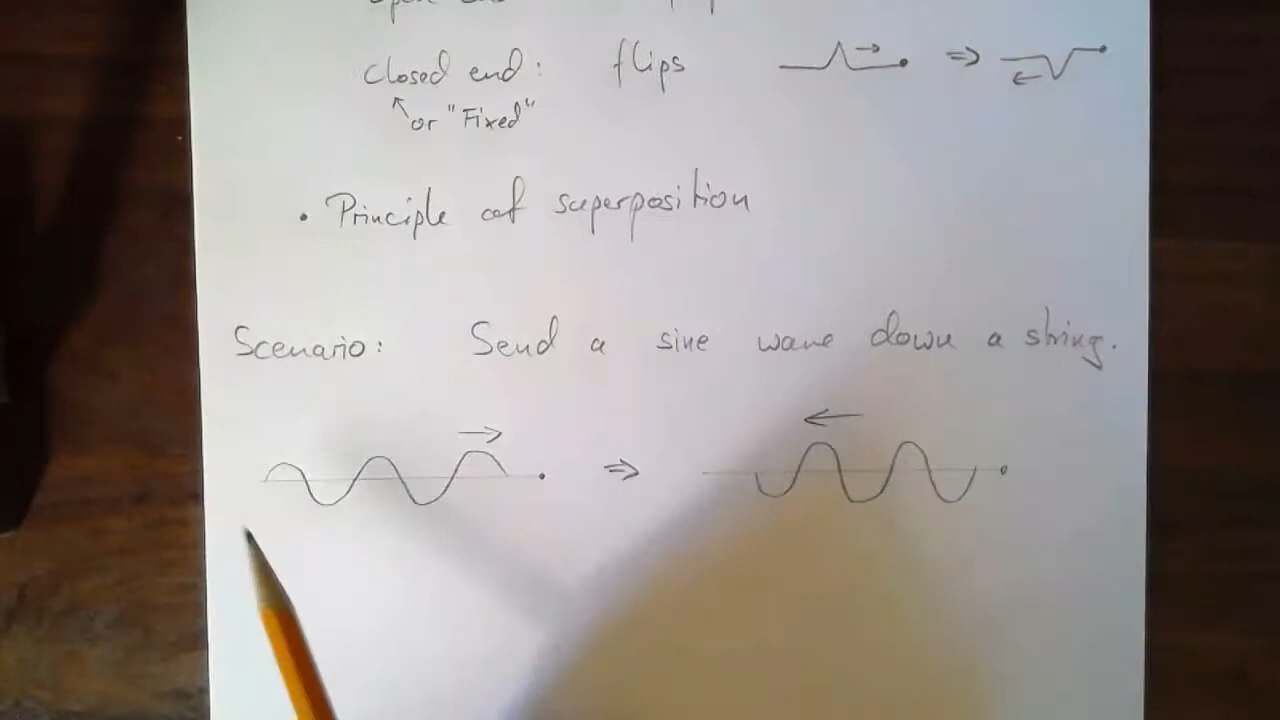 closed end: flips ⇒
or "Fixed"
• Principle of superposition
Scenario: Send a sine wave down a string.
⇒